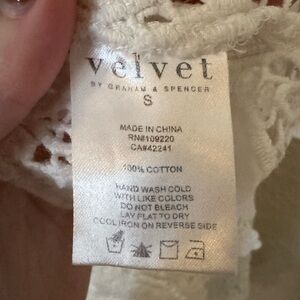 velvet
BY GRAHAM & SPENCER
S
MADE IN CHINA
RN#109220
CA#42241
100% COTTON
HAND WASH COLD
WITH LIKE COLORS
DO NOT BLEACH
LAY FLAT TO DRY
COOL IRON ON REVERSE SIDE